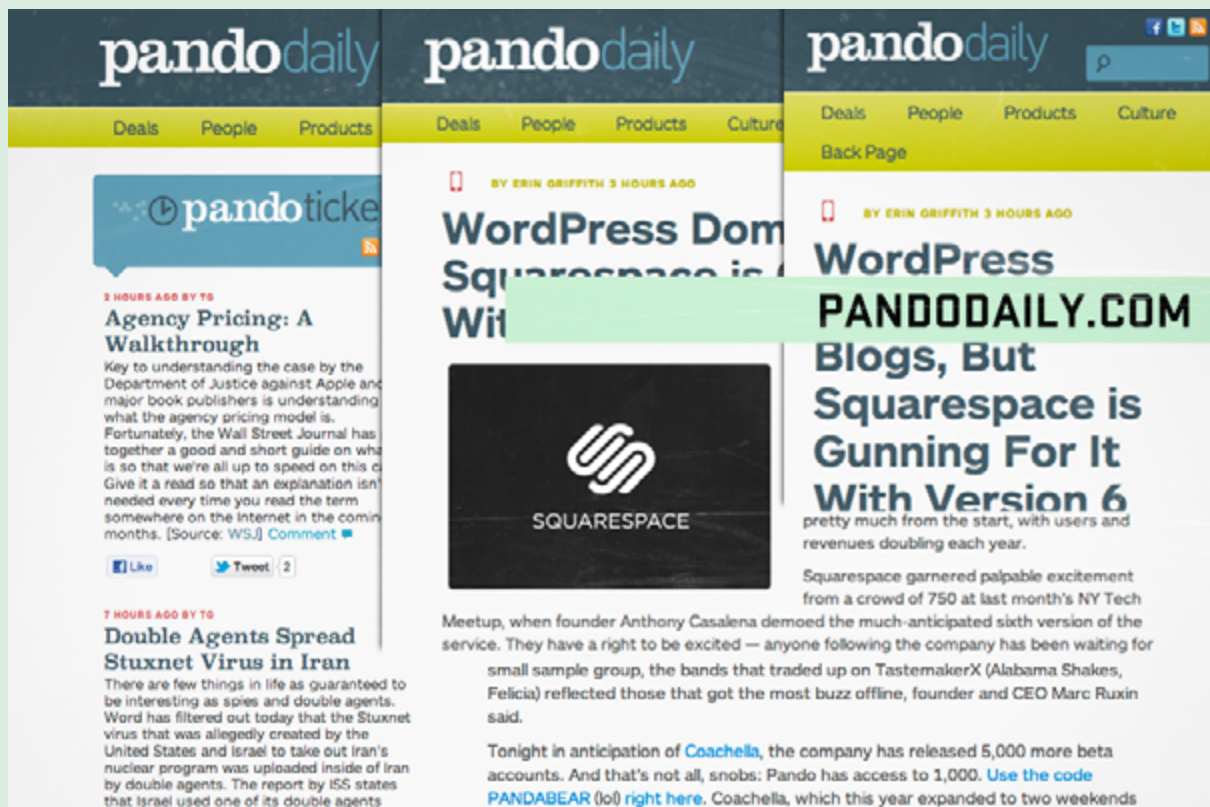 pandodaily
Deals People Products
pandoticke
2 HOURS AGO BY TG
Agency Pricing: A
Walkthrough
Key to understanding the case by the
Department of Justice against Apple and
major book publishers is understanding
what the agency pricing model is.
Fortunately, the Wall Street Journal has
together a good and short guide on wha
is so that we're all up to speed on this c
Give it a read so that an explanation isn'
needed every time you read the term
somewhere on the Internet in the comin
months. [Source: WSJ] Comment
Like Tweet 2
7 HOURS AGO BY TG
Double Agents Spread
Stuxnet Virus in Iran
There are few things in life as guaranteed to
be interesting as spies and double agents.
Word has filtered out today that the Stuxnet
virus that was allegedly created by the
United States and Israel to take out Iran's
nuclear program was uploaded inside of Iran
by double agents. The report by ISS states
that Israel used one of its double agents
pandodaily
Deals People Products Culture
BY ERIN GRIFFITH 3 HOURS AGO
WordPress Dom
Squarespace is
Wit
SQUARESPACE
pandodaily
Deals People Products Culture
Back Page
BY ERIN GRIFFITH 3 HOURS AGO
WordPress
PANDODAILY.COM
Blogs, But
Squarespace is
Gunning For It
With Version 6
pretty much from the start, with users and
revenues doubling each year.
Squarespace garnered palpable excitement
from a crowd of 750 at last month's NY Tech
Meetup, when founder Anthony Casalena demoed the much-anticipated sixth version of the
service. They have a right to be excited — anyone following the company has been waiting for
small sample group, the bands that traded up on TastemakerX (Alabama Shakes,
Felicia) reflected those that got the most buzz offline, founder and CEO Marc Ruxin
said.
Tonight in anticipation of Coachella, the company has released 5,000 more beta
accounts. And that's not all, snobs: Pando has access to 1,000. Use the code
PANDABEAR (lol) right here. Coachella, which this year expanded to two weekends